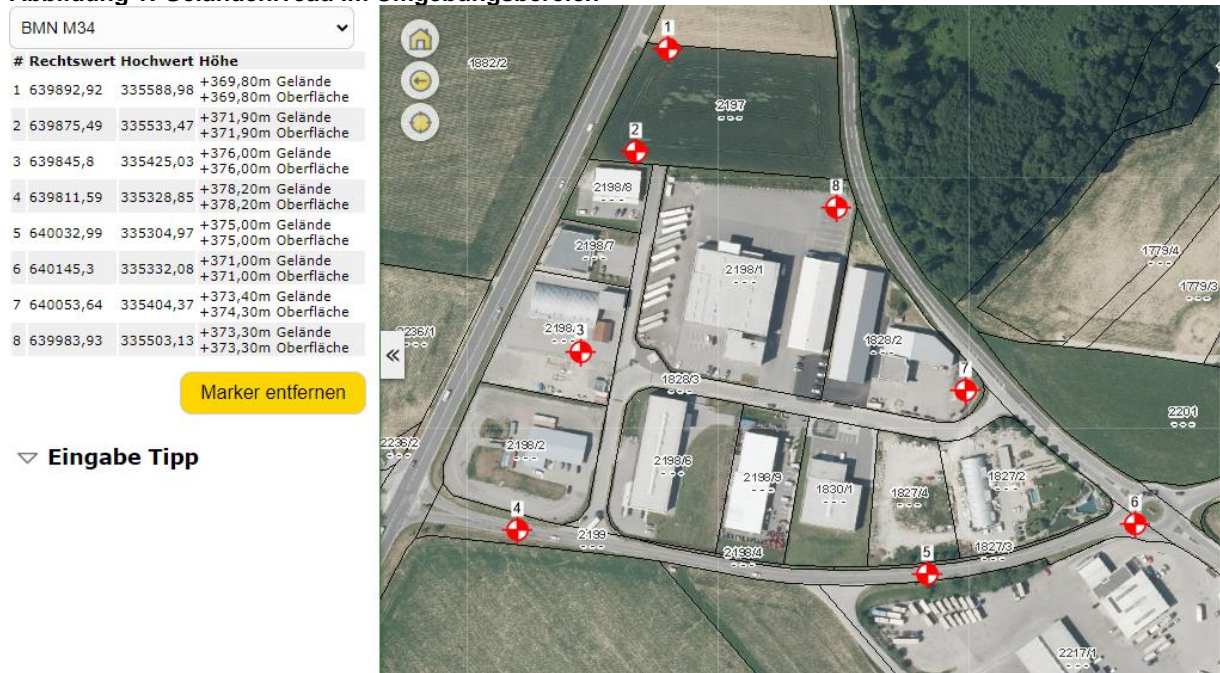 BMN M34
# Rechtswert Hochwert Höhe
1 639892,92 335588,98 +369,80m Gelände
+369,80m Oberfläche
2 639875,49 335533,47 +371,90m Gelände
+371,90m Oberfläche
3 639845,8 335425,03 +376,00m Gelände
+376,00m Oberfläche
4 639811,59 335328,85 +378,20m Gelände
+378,20m Oberfläche
5 640032,99 335304,97 +375,00m Gelände
+375,00m Oberfläche
6 640145,3 335332,08 +371,00m Gelände
+371,00m Oberfläche
7 640053,64 335404,37 +373,40m Gelände
+374,30m Oberfläche
8 639983,93 335503,13 +373,30m Gelände
+373,30m Oberfläche
Marker entfernen
Eingabe Tipp
1
1882/2
2197
2
2198/8
8
2198/7
2198/1
1779/4
1779/3
2236/1
2198/
3
1828/2
«
1828/3
7
2201
2236/2
2198/2
2198/6
2198/9
1830/1
1827/4
1827/2
4
2199
2198/4
5
1827/3
6
2217/1